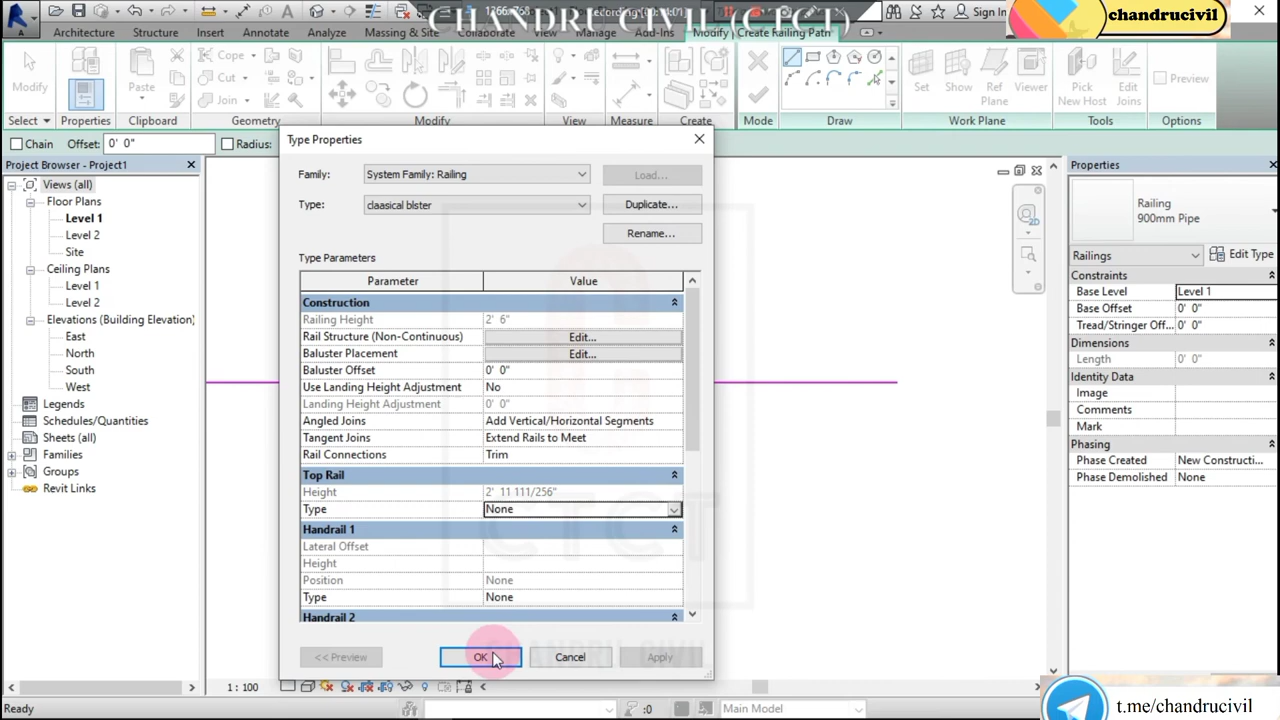 CHANDRU CIVIL (CTCT)
chandrucivil
Sign In
Architecture Structure Insert Annotate Analyze Massing & Site Collaborate View Manage Add-Ins Modify | Create Railing Path
Cope Cut Join Paste
Modify
Set Show Ref Plane Viewer Pick New Host Edit Joins Preview
Select Properties Clipboard Geometry Modify View Measure Create Mode Draw Work Plane Tools Options
Chain Offset: 0' 0" Radius:
Project Browser - Project1
Views (all)
Floor Plans
Level 1
Level 2
Site
Ceiling Plans
Level 1
Level 2
Elevations (Building Elevation)
East
North
South
West
Legends
Schedules/Quantities
Sheets (all)
Families
Groups
Revit Links
Type Properties
Family: System Family: Railing Load...
Type: claasical blster Duplicate...
Rename...
Type Parameters
Parameter Value
Construction
Railing Height 2' 6"
Rail Structure (Non-Continuous) Edit...
Baluster Placement Edit...
Baluster Offset 0' 0"
Use Landing Height Adjustment No
Landing Height Adjustment 0' 0"
Angled Joins Add Vertical/Horizontal Segments
Tangent Joins Extend Rails to Meet
Rail Connections Trim
Top Rail
Height 2' 11 111/256"
Type None
Handrail 1
Lateral Offset
Height
Position None
Type None
Handrail 2
<< Preview OK Cancel Apply
CTCT
Properties
Railing
900mm Pipe
Railings Edit Type
Constraints
Base Level Level 1
Base Offset 0' 0"
Tread/Stringer Off... 0' 0"
Dimensions
Length 0' 0"
Identity Data
Image
Comments
Mark
Phasing
Phase Created New Constructi...
Phase Demolished None
1 : 100
Ready :0 Main Model
t.me/chandrucivil